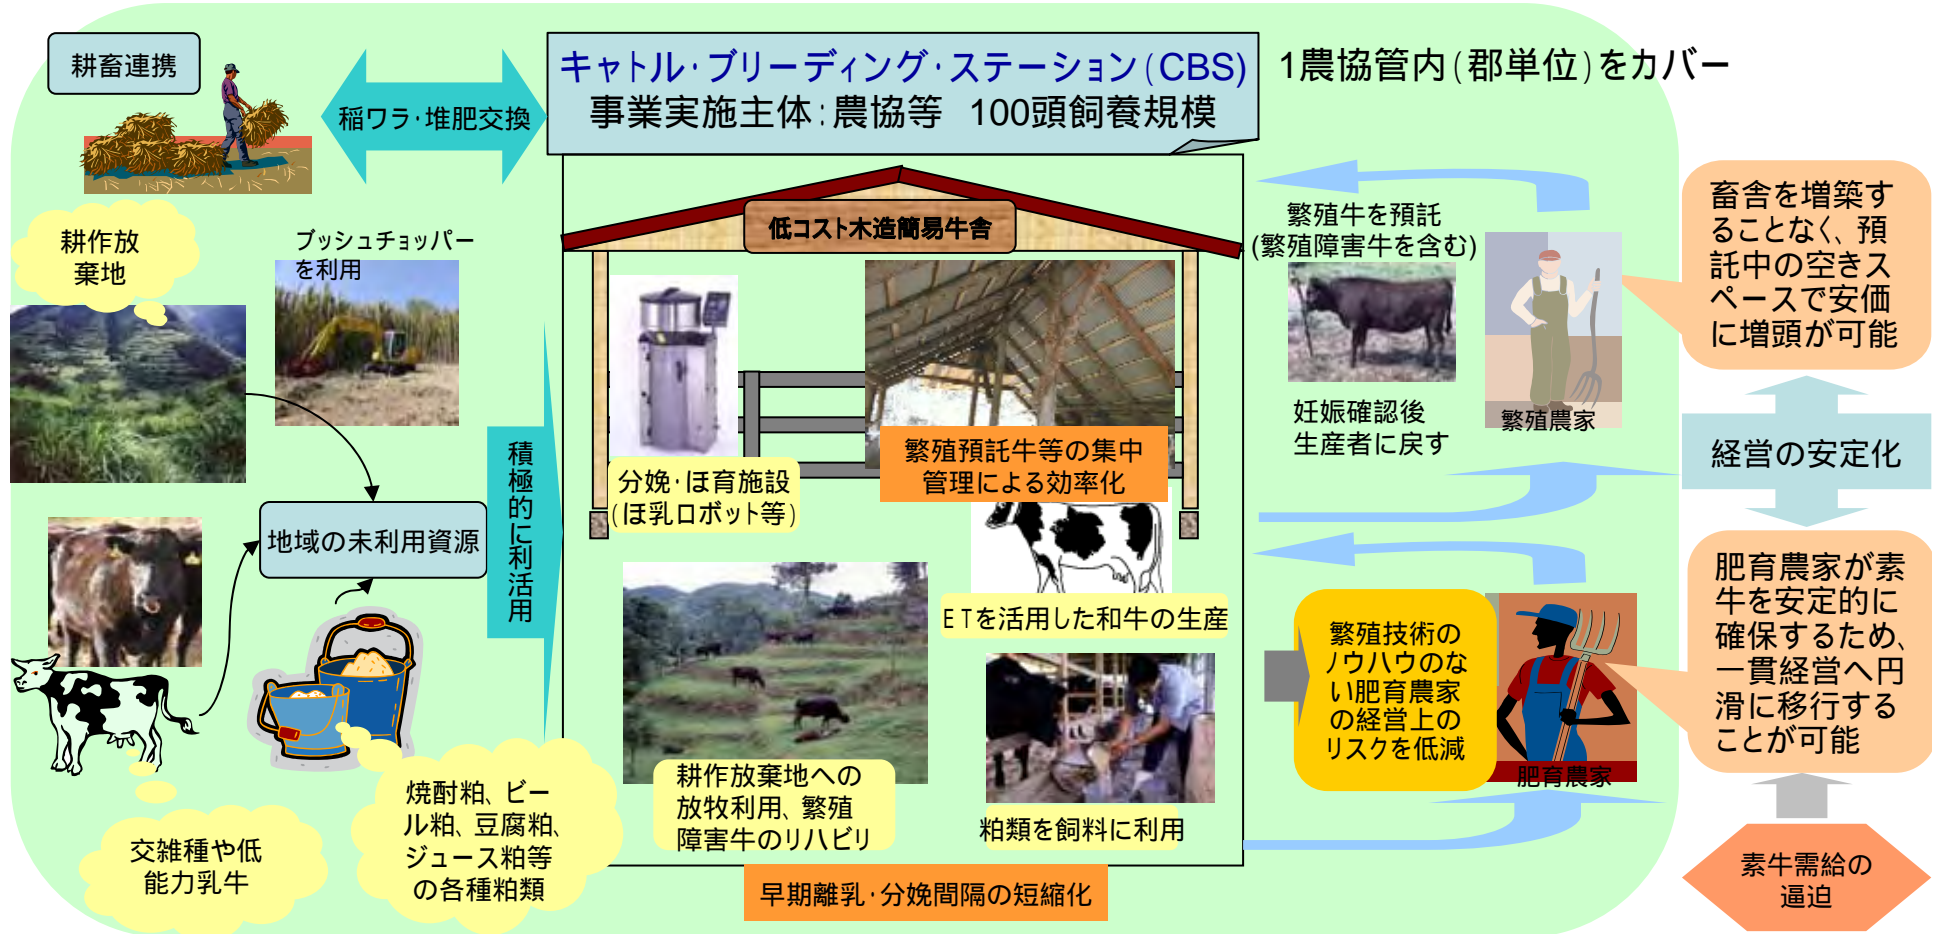 耕畜連携
稲ワラ・堆肥交換
キャトル・ブリーディング・ステーション(CBS)
事業実施主体:農協等 100頭飼養規模
1農協管内(郡単位)をカバー
耕作放
棄地
ブッシュチョッパー
を利用
低コスト木造簡易牛舎
繁殖牛を預託
(繁殖障害牛を含む)
畜舎を増築す
ることなく、預
託中の空きス
ペースで安価
に増頭が可能
妊娠確認後
生産者に戻す
繁殖農家
経営の安定化
積極的に利活用
分娩・ほ育施設
(ほ乳ロボット等)
繁殖預託牛等の集中
管理による効率化
地域の未利用資源
ETを活用した和牛の生産
繁殖技術の
ノウハウのな
い肥育農家
の経営上の
リスクを低減
肥育農家
肥育農家が素
牛を安定的に
確保するため、
一貫経営へ円
滑に移行する
ことが可能
耕作放棄地への
放牧利用、繁殖
障害牛のリハビリ
粕類を飼料に利用
交雑種や低
能力乳牛
焼酎粕、ビー
ル粕、豆腐粕、
ジュース粕等
の各種粕類
早期離乳・分娩間隔の短縮化
素牛需給の
逼迫